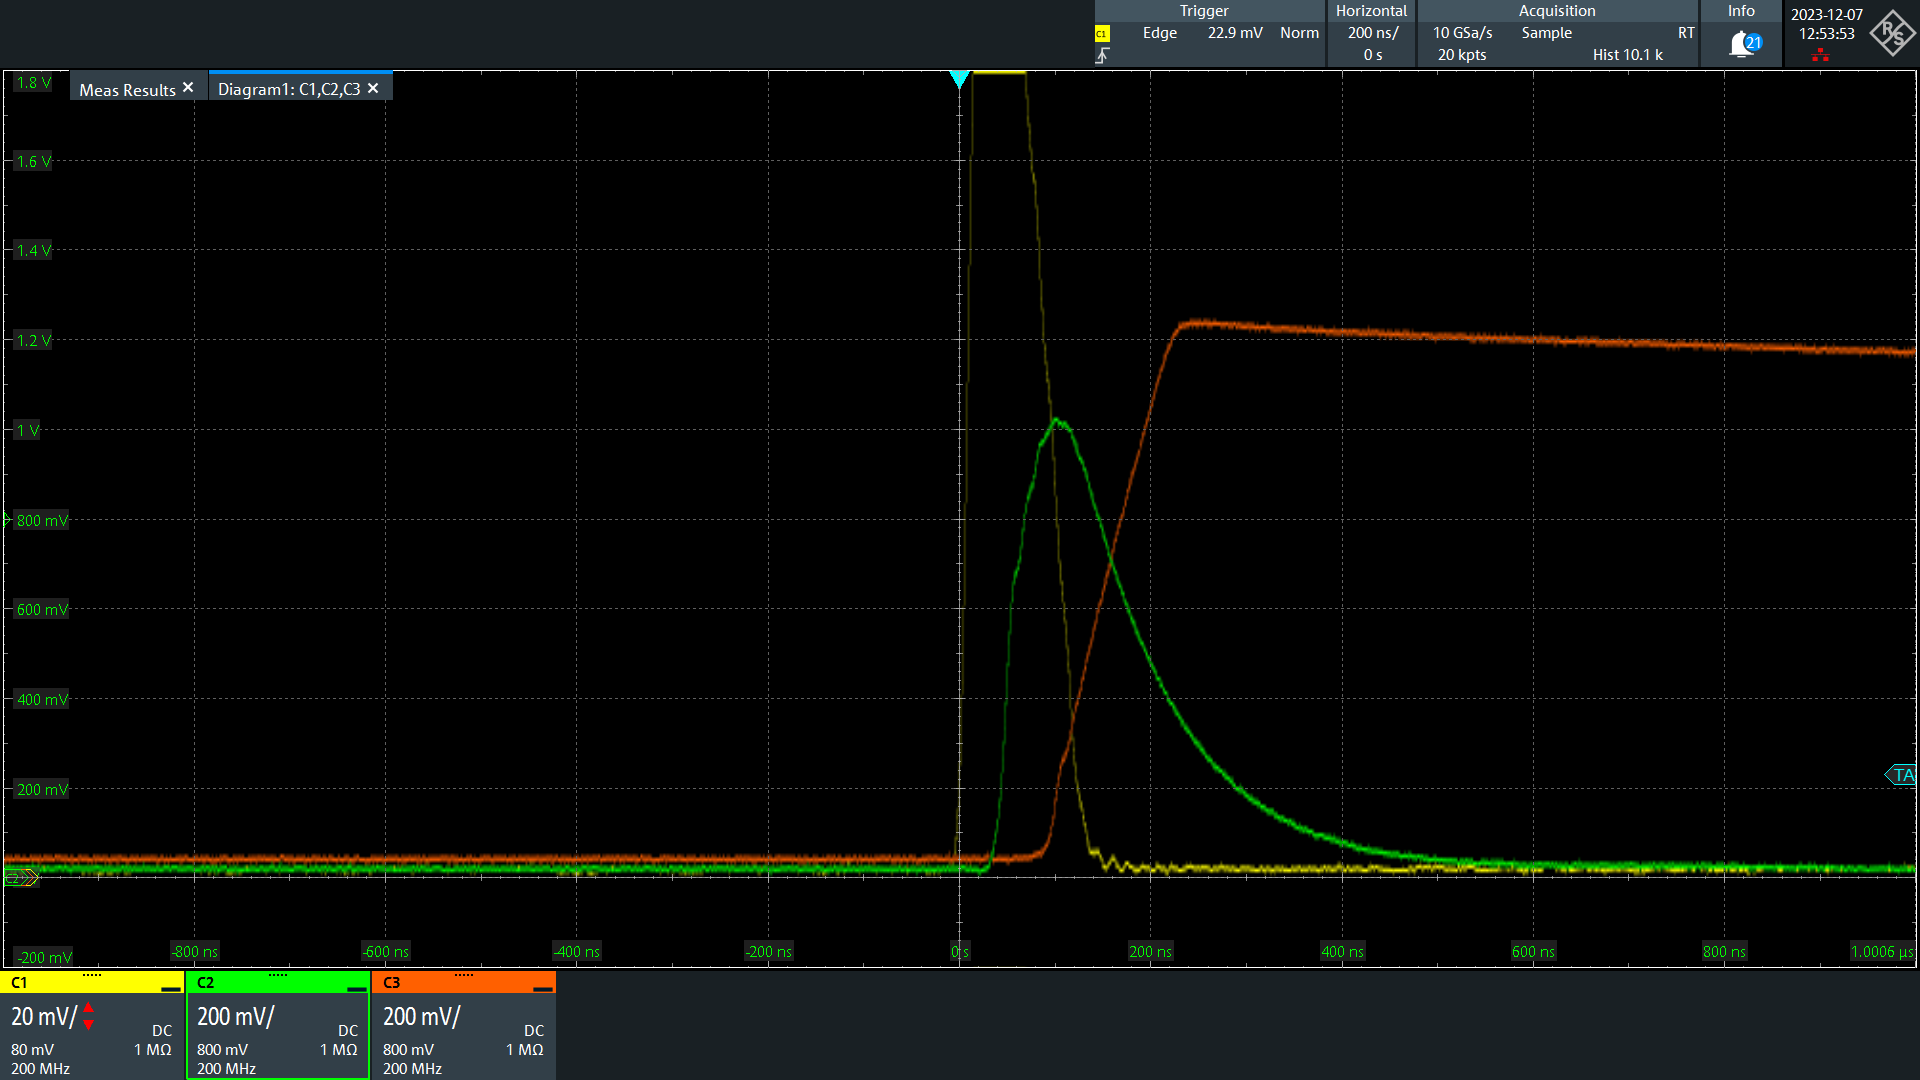 Trigger
C1 Edge 22.9 mV Norm
Horizontal
200 ns/
0 s
Acquisition
10 GSa/s Sample RT
20 kpts Hist 10.1 k
Info
21
2023-12-07
12:53:53
R S
Meas Results ✕
Diagram1: C1,C2,C3 ✕
1.8 V
1.6 V
1.4 V
1.2 V
1 V
800 mV
600 mV
400 mV
200 mV
TA
C2
-200 mV
-800 ns
-600 ns
-400 ns
-200 ns
0 s
200 ns
400 ns
600 ns
800 ns
1.0006 µs
C1
20 mV/
DC
80 mV 1 MΩ
200 MHz
C2
200 mV/
DC
800 mV 1 MΩ
200 MHz
C3
200 mV/
DC
800 mV 1 MΩ
200 MHz